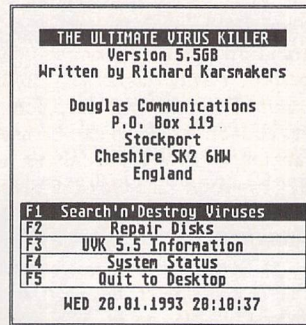 THE ULTIMATE VIRUS KILLER
Version 5.5GB
Written by Richard Karsmakers
Douglas Communications
P.O. Box 119
Stockport
Cheshire SK2 6HW
England
F1 Search'n'Destroy Viruses
F2 Repair Disks
F3 UVK 5.5 Information
F4 System Status
F5 Quit to Desktop
WED 20.01.1993 20:10:37